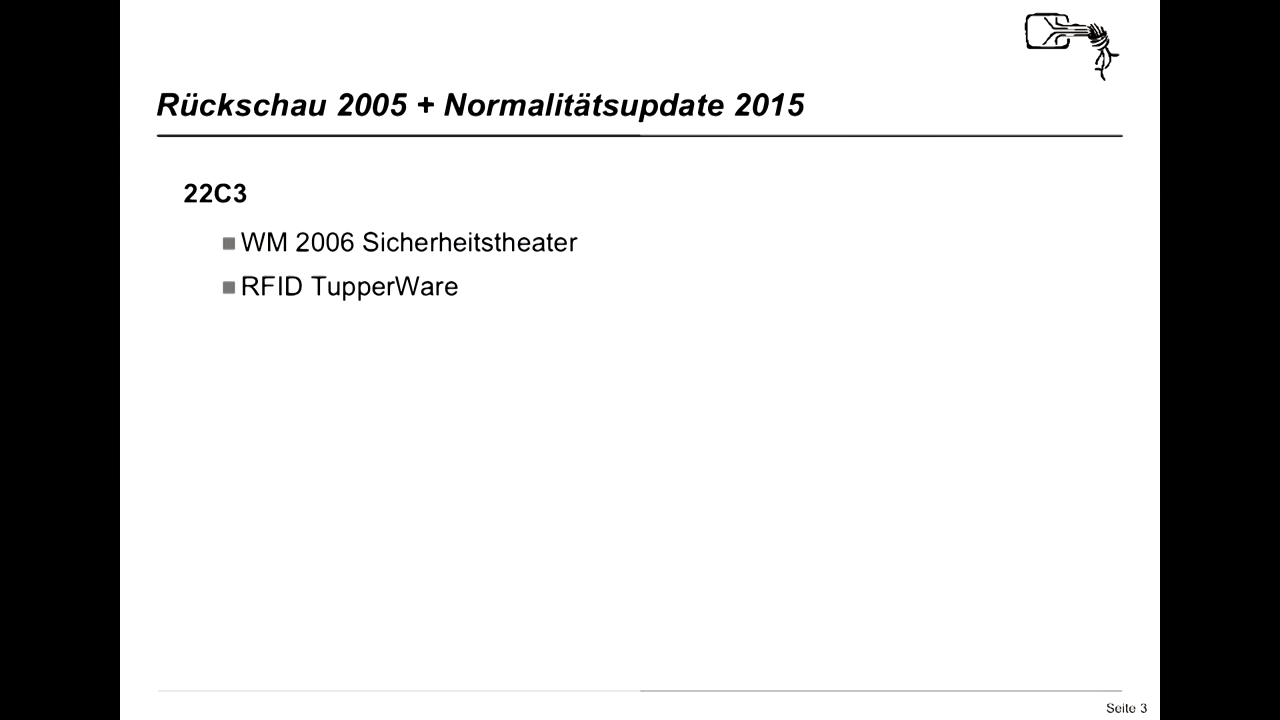 Rückschau 2005 + Normalitätsupdate 2015
22C3
WM 2006 Sicherheitstheater
RFID TupperWare
Seite 3